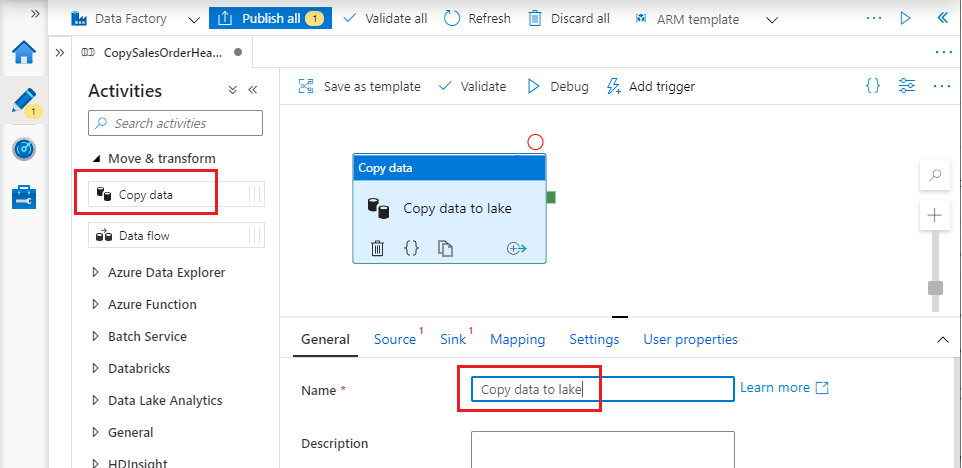 »
Data Factory Publish all 1 Validate all Refresh Discard all ARM template ... «
» CopySalesOrderHea... ● ...
Activities «
Save as template Validate Debug Add trigger {} ...
Search activities
Move & transform
Copy data
Data flow
Azure Data Explorer
Azure Function
Batch Service
Databricks
Data Lake Analytics
General
HDInsight
1
Copy data
Copy data to lake
{}
+
General Source 1 Sink 1 Mapping Settings User properties
Name * Copy data to lake Learn more
Description